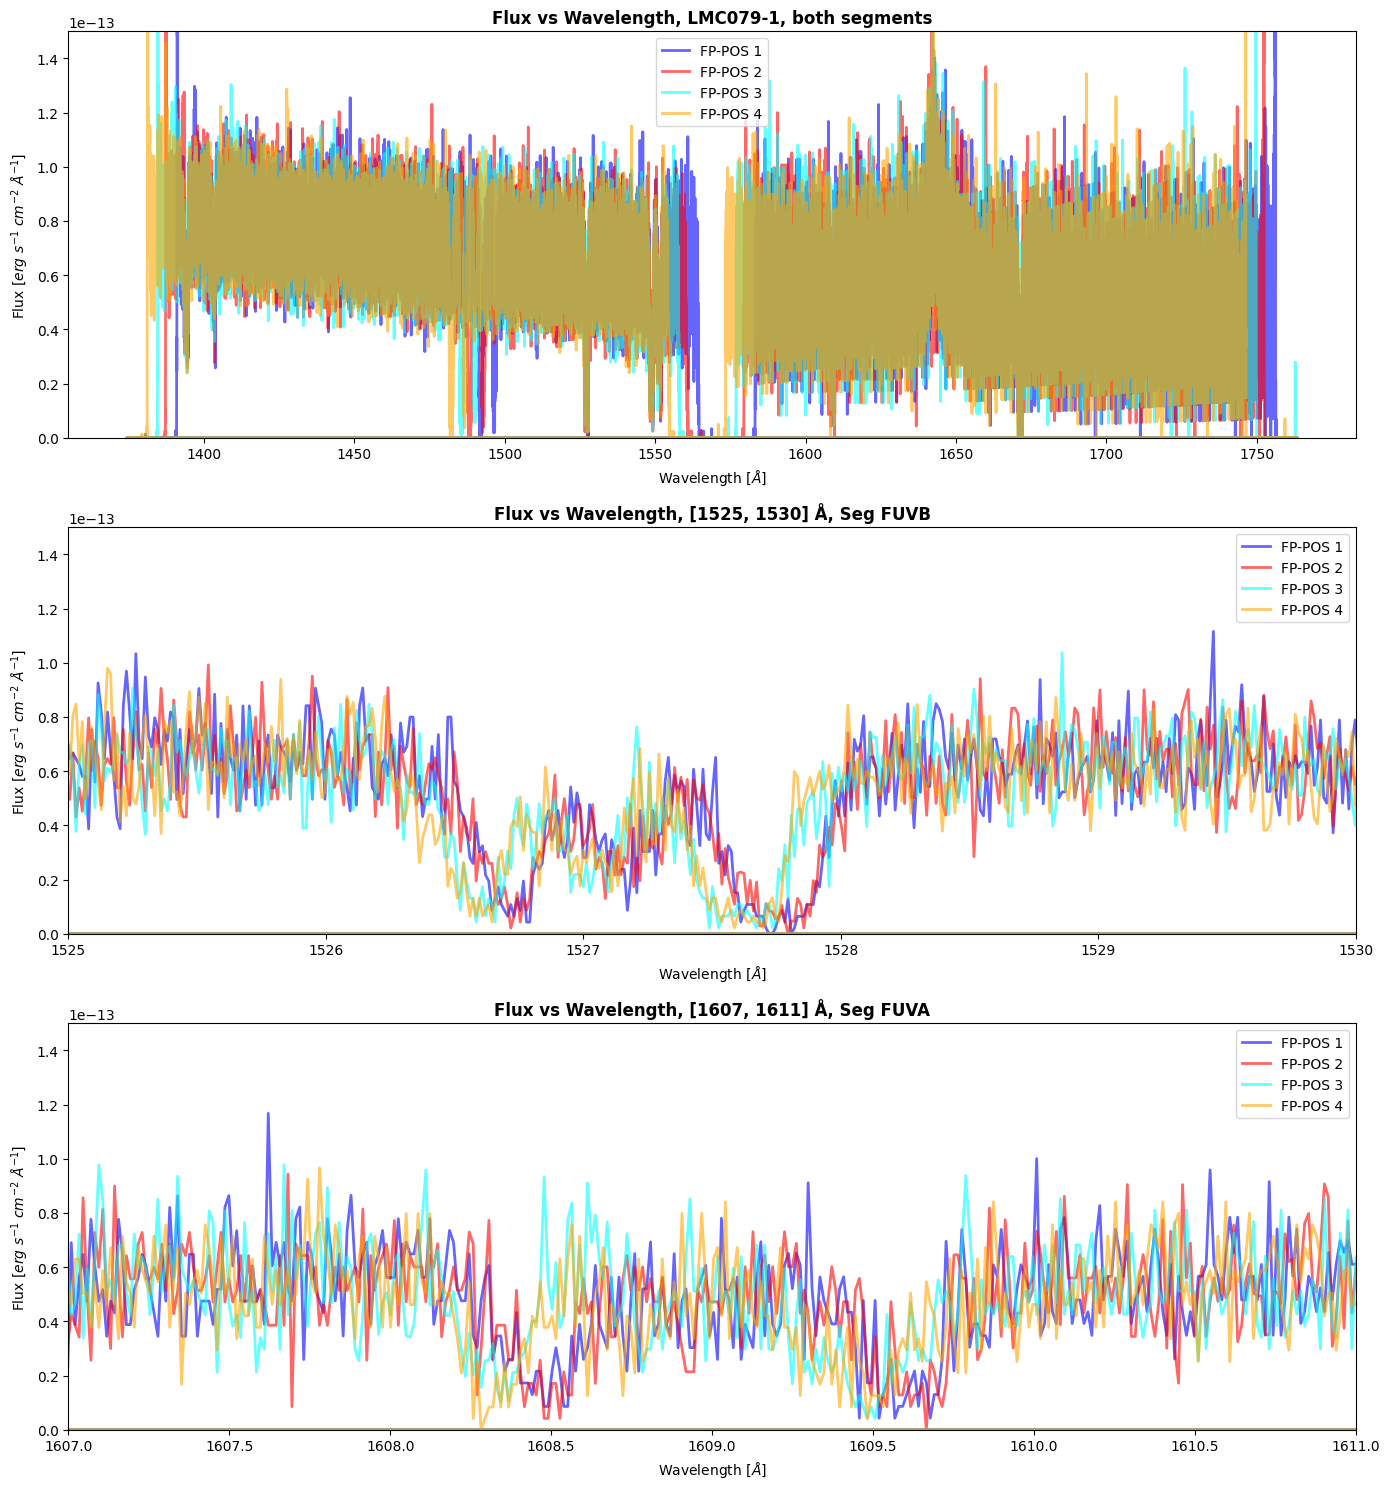 Flux vs Wavelength, LMC079-1, both segments
1e−13
FP-POS 1
FP-POS 2
FP-POS 3
FP-POS 4
1.4
1.2
1.0
0.8
0.6
0.4
0.2
0.0
Flux [erg s⁻¹ cm⁻² Å⁻¹]
1400 1450 1500 1550 1600 1650 1700 1750
Wavelength [Å]
Flux vs Wavelength, [1525, 1530] Å, Seg FUVB
1e−13
FP-POS 1
FP-POS 2
FP-POS 3
FP-POS 4
1.4
1.2
1.0
0.8
0.6
0.4
0.2
0.0
Flux [erg s⁻¹ cm⁻² Å⁻¹]
1525 1526 1527 1528 1529 1530
Wavelength [Å]
Flux vs Wavelength, [1607, 1611] Å, Seg FUVA
1e−13
FP-POS 1
FP-POS 2
FP-POS 3
FP-POS 4
1.4
1.2
1.0
0.8
0.6
0.4
0.2
0.0
Flux [erg s⁻¹ cm⁻² Å⁻¹]
1607.0 1607.5 1608.0 1608.5 1609.0 1609.5 1610.0 1610.5 1611.0
Wavelength [Å]